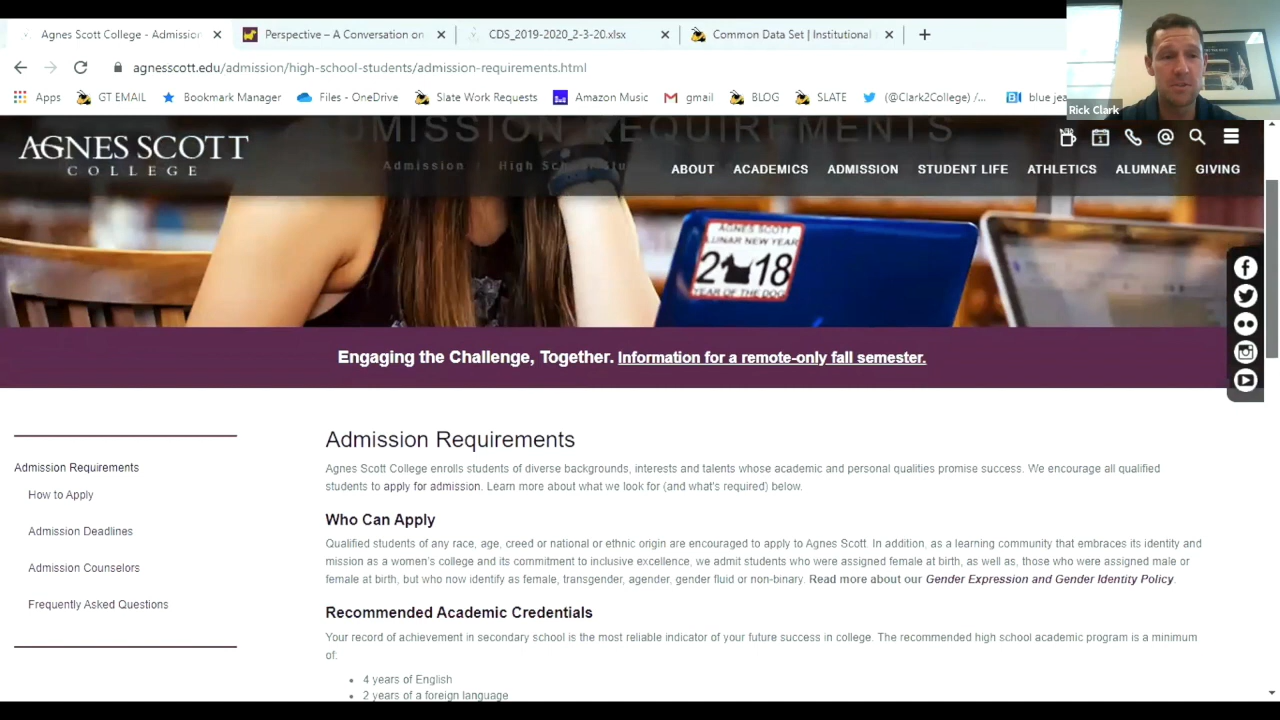 Agnes Scott College - Admission
Perspective – A Conversation on
CDS_2019-2020_2-3-20.xlsx
Common Data Set | Institutional
agnesscott.edu/admission/high-school-students/admission-requirements.html
Apps
GT EMAIL
Bookmark Manager
Files - OneDrive
Slate Work Requests
Amazon Music
gmail
BLOG
SLATE
(@Clark2College) /...
blue je
Rick Clark
MISSION REQUIREMENTS
Admission / High School Stu
AGNES SCOTT
COLLEGE
ABOUT
ACADEMICS
ADMISSION
STUDENT LIFE
ATHLETICS
ALUMNAE
GIVING
AGNES SCOTT
LUNAR NEW YEAR
2018
YEAR OF THE DOG
Engaging the Challenge, Together. Information for a remote-only fall semester.
Admission Requirements
How to Apply
Admission Deadlines
Admission Counselors
Frequently Asked Questions
Admission Requirements
Agnes Scott College enrolls students of diverse backgrounds, interests and talents whose academic and personal qualities promise success. We encourage all qualified
students to apply for admission. Learn more about what we look for (and what's required) below.
Who Can Apply
Qualified students of any race, age, creed or national or ethnic origin are encouraged to apply to Agnes Scott. In addition, as a learning community that embraces its identity and
mission as a women's college and its commitment to inclusive excellence, we admit students who were assigned female at birth, as well as, those who were assigned male or
female at birth, but who now identify as female, transgender, agender, gender fluid or non-binary. Read more about our Gender Expression and Gender Identity Policy.
Recommended Academic Credentials
Your record of achievement in secondary school is the most reliable indicator of your future success in college. The recommended high school academic program is a minimum
of:
• 4 years of English
• 2 years of a foreign language